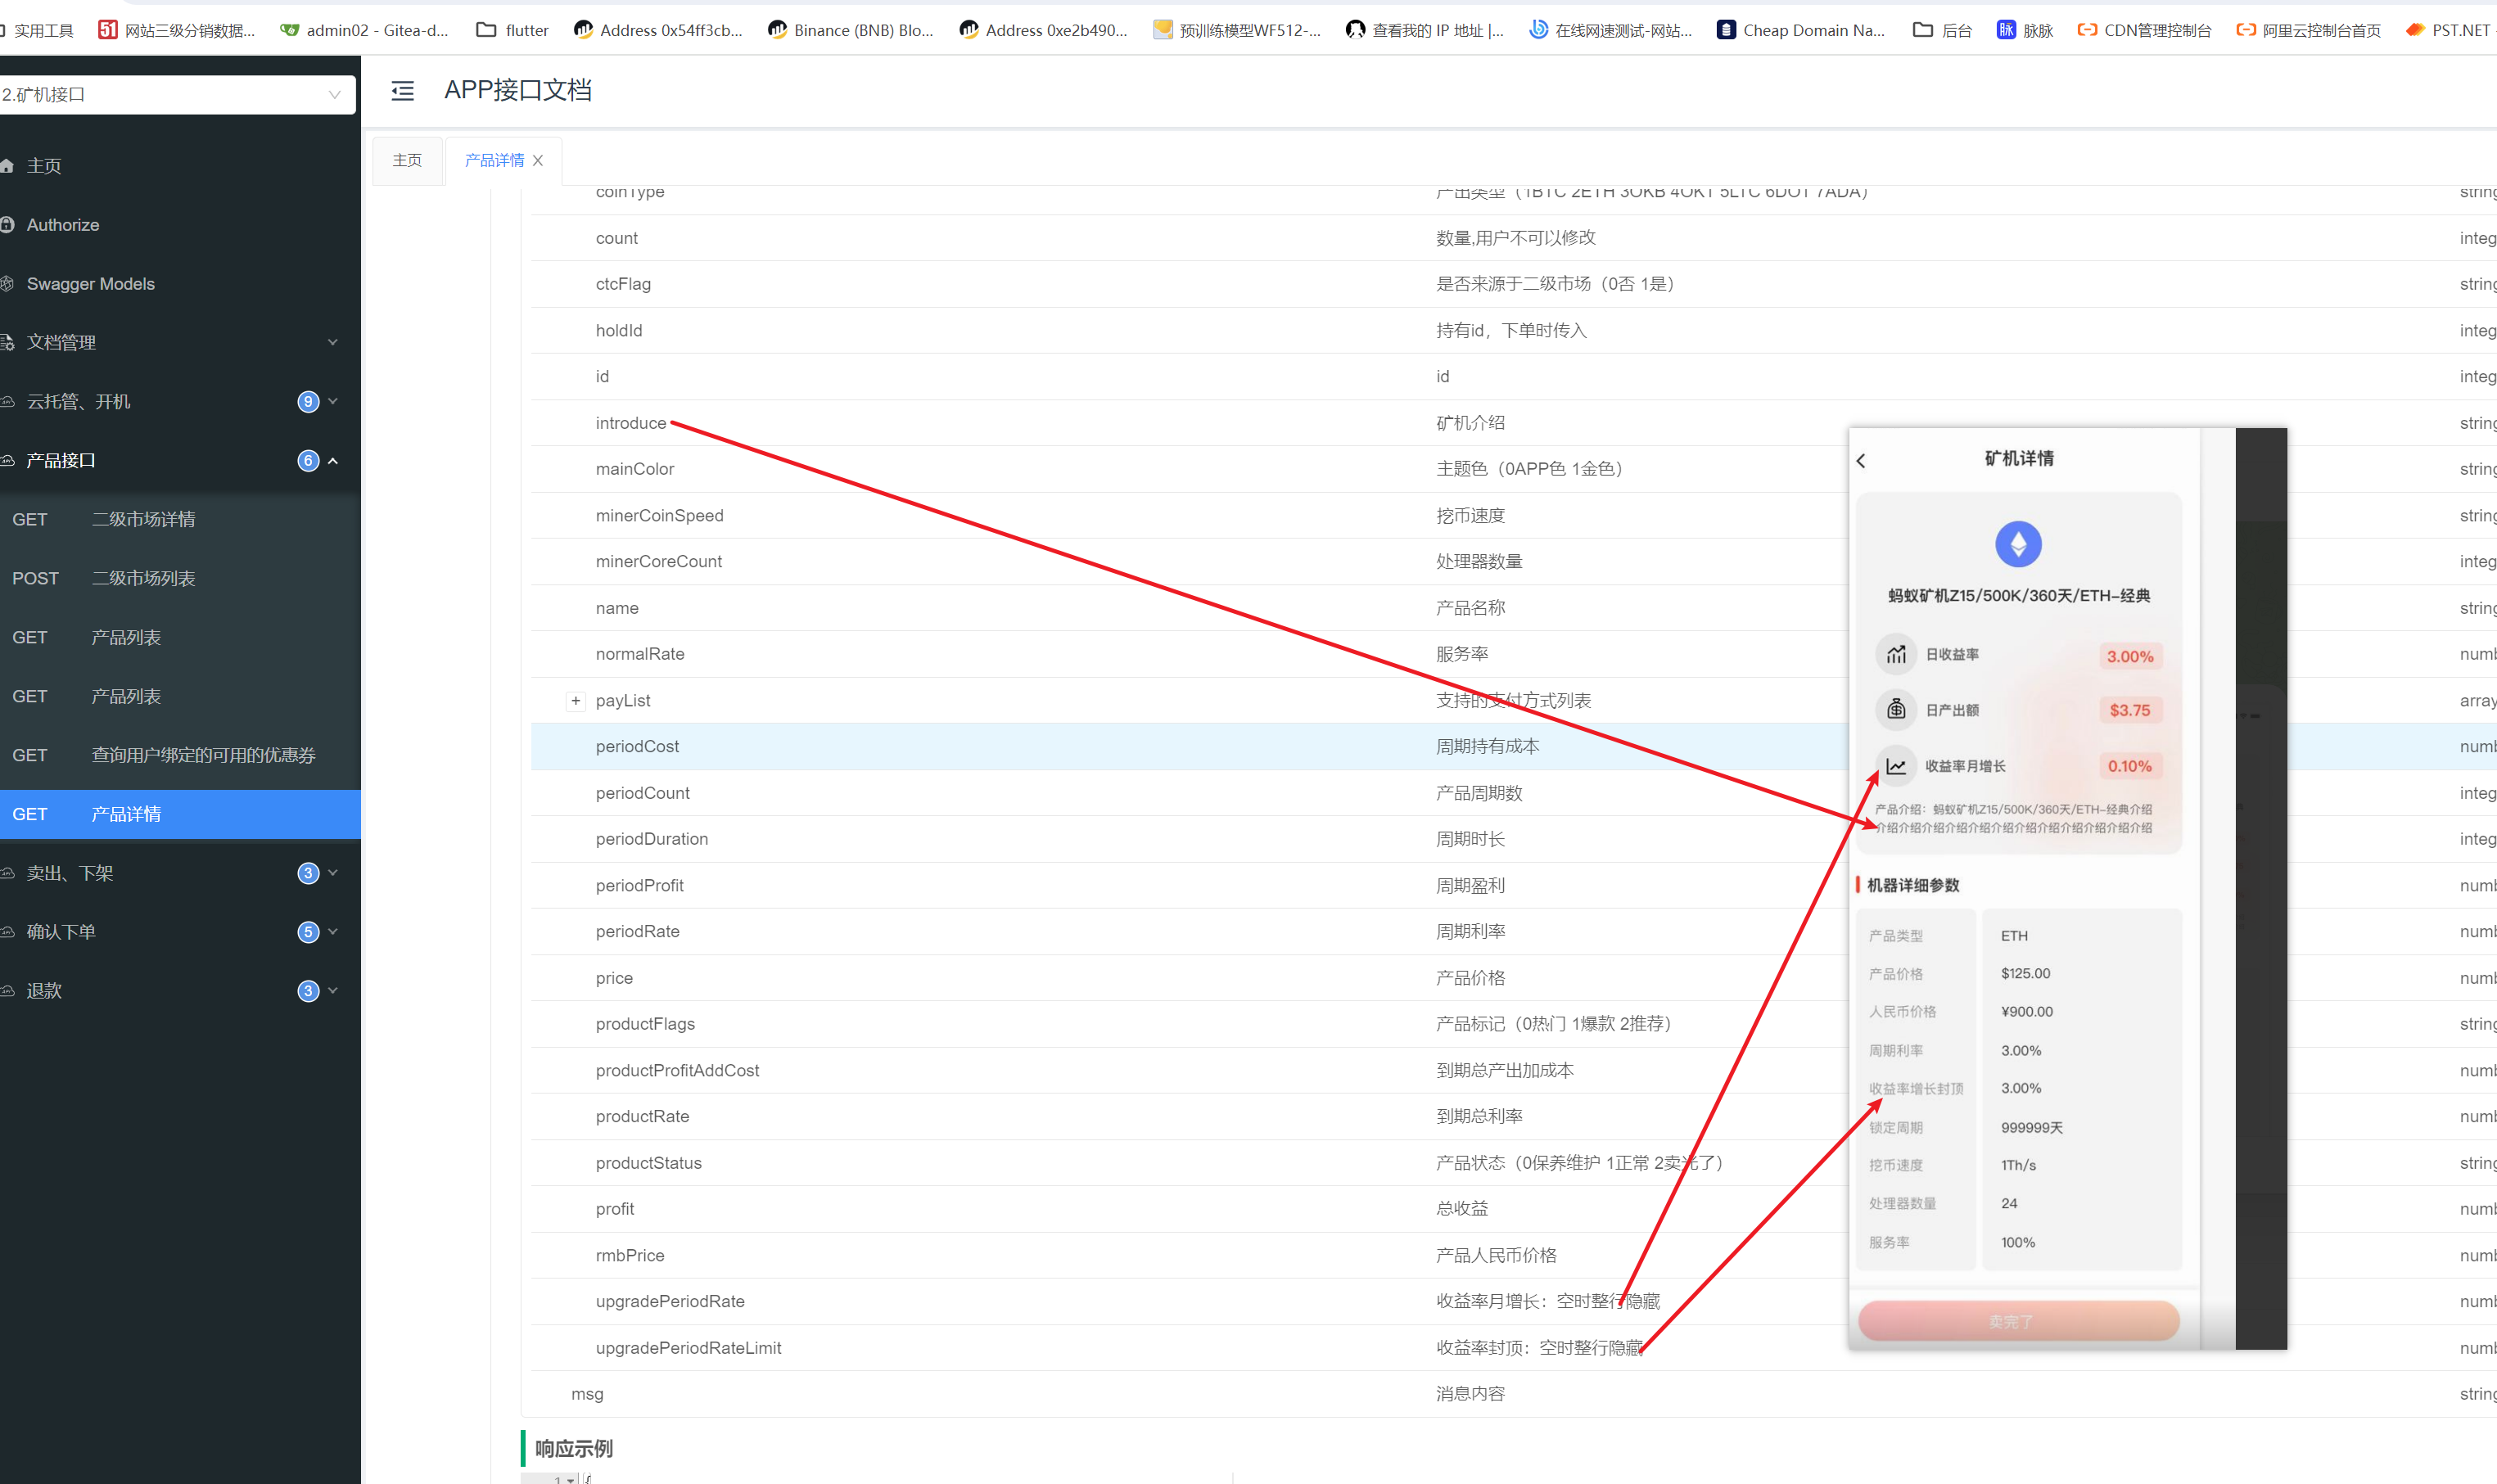 实用工具
网站三级分销数据...
admin02 - Gitea-d...
flutter
Address 0x54ff3cb...
Binance (BNB) Blo...
Address 0xe2b490...
预训练模型WF512-...
查看我的 IP 地址 |...
在线网速测试-网站...
Cheap Domain Na...
后台
脉脉
CDN管理控制台
阿里云控制台首页
PST.NET
2.矿机接口
APP接口文档
主页
Authorize
Swagger Models
文档管理
云托管、开机 9
产品接口 6
GET 二级市场详情
POST 二级市场列表
GET 产品列表
GET 产品列表
GET 查询用户绑定的可用的优惠券
GET 产品详情
卖出、下架 3
确认下单 5
退款 3
主页 产品详情
coinType 产出类型（1BTC 2ETH 3OKB 4OKT 5LTC 6DOT 7ADA） string
count 数量,用户不可以修改 integ
ctcFlag 是否来源于二级市场（0否 1是） string
holdId 持有id，下单时传入 integ
id id integ
introduce 矿机介绍 string
mainColor 主题色（0APP色 1金色） string
minerCoinSpeed 挖币速度 string
minerCoreCount 处理器数量 integ
name 产品名称 string
normalRate 服务率 numb
+ payList 支持的支付方式列表 array
periodCost 周期持有成本 numb
periodCount 产品周期数 integ
periodDuration 周期时长 integ
periodProfit 周期盈利 numb
periodRate 周期利率 numb
price 产品价格 numb
productFlags 产品标记（0热门 1爆款 2推荐） string
productProfitAddCost 到期总产出加成本 numb
productRate 到期总利率 numb
productStatus 产品状态（0保养维护 1正常 2卖光了） string
profit 总收益 numb
rmbPrice 产品人民币价格 numb
upgradePeriodRate 收益率月增长：空时整行隐藏 numb
upgradePeriodRateLimit 收益率封顶：空时整行隐藏 numb
msg 消息内容 string
响应示例
1 {
矿机详情
蚂蚁矿机Z15/500K/360天/ETH-经典
日收益率 3.00%
日产出额 $3.75
收益率月增长 0.10%
产品介绍：蚂蚁矿机Z15/500K/360天/ETH-经典介绍
介绍介绍介绍介绍介绍介绍介绍介绍介绍介绍介绍介绍
机器详细参数
产品类型 ETH
产品价格 $125.00
人民币价格 ¥900.00
周期利率 3.00%
收益率增长封顶 3.00%
锁定周期 999999天
挖币速度 1Th/s
处理器数量 24
服务率 100%
卖完了